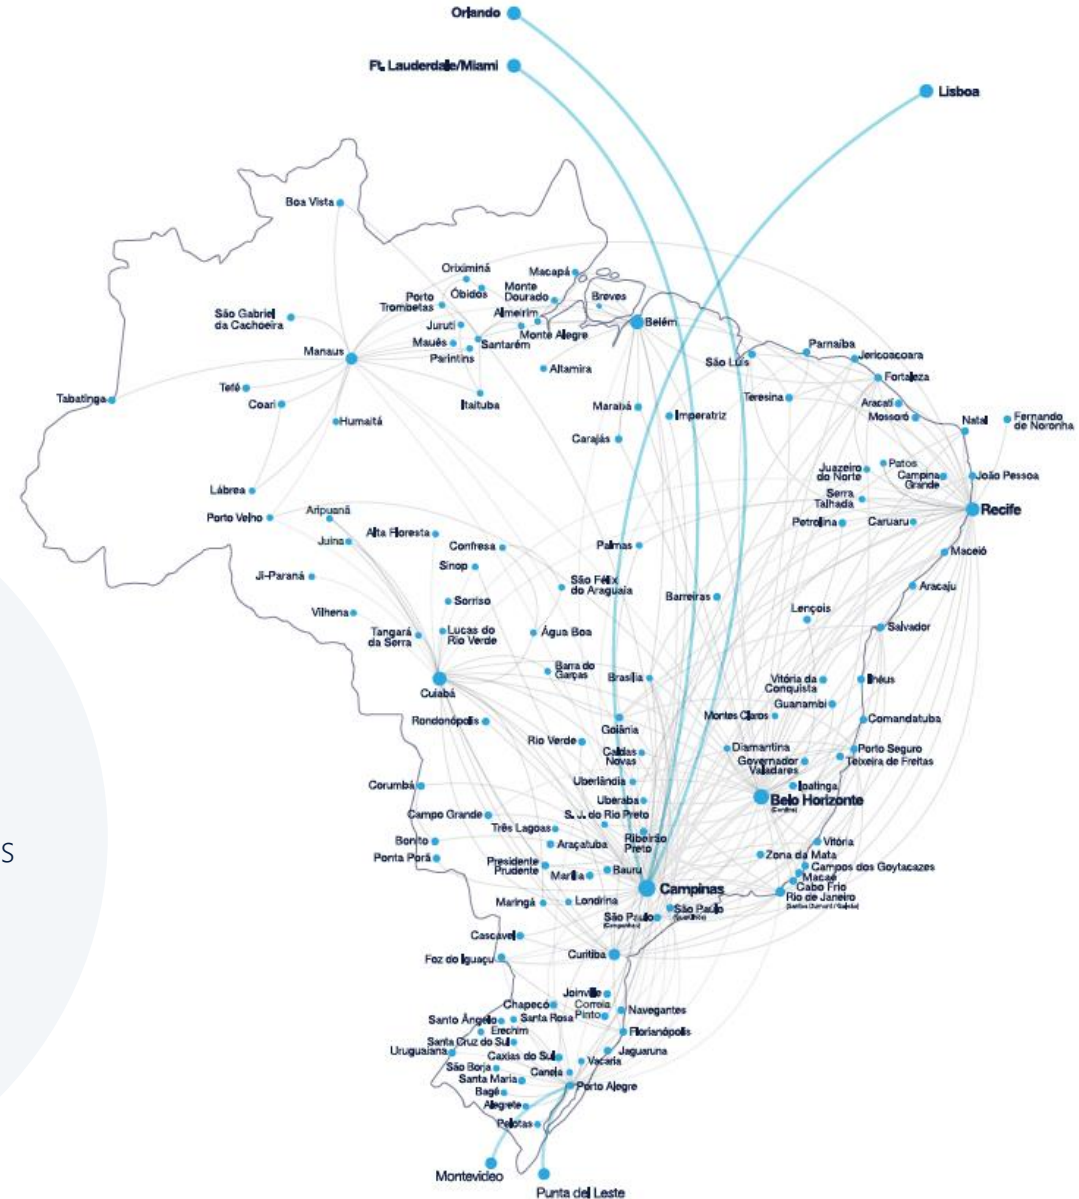 Orlando
Ft. Lauderdale/Miami
Lisboa
Boa Vista
Oriximiná
Macapá
Óbidos
Monte
Dourado
Breves
Porto
Trombetas
São Gabriel
da Cachoeira
Almeirim
Belém
Juruti
Monte Alegre
Maués
Santarém
Parintins
Manaus
Parnaíba
Jericoacoara
São Luís
Altamira
Fortaleza
Tefé
Tabatinga
Coari
Itaituba
Marabá
Imperatriz
Teresina
Aracati
Mossoró
Natal
Fernando
de Noronha
Humaitá
Carajás
Juazeiro
do Norte
Patos
Campina
Grande
João Pessoa
Lábrea
Serra
Talhada
Recife
Porto Velho
Aripuanã
Petrolina
Caruaru
Juína
Alta Floresta
Confresa
Palmas
Maceió
Sinop
Ji-Paraná
São Félix
do Araguaia
Aracaju
Sorriso
Barreiras
Lençois
Vilhena
Tangará
da Serra
Lucas do
Rio Verde
Água Boa
Salvador
Barra do
Garças
Brasília
Vitória da
Conquista
Ilhéus
Cuiabá
Guanambi
Montes Claros
Comandatuba
Rondonópolis
Goiânia
Rio Verde
Caldas
Novas
Diamantina
Porto Seguro
Governador
Valadares
Teixeira de Freitas
Corumbá
Uberlândia
Ipatinga
Uberaba
Belo Horizonte
(Confins)
Campo Grande
S. J. do Rio Preto
Três Lagoas
Ribeirão
Preto
Bonito
Araçatuba
Vitória
Ponta Porã
Zona da Mata
Presidente
Prudente
Campos dos Goytacazes
Bauru
Marília
Macaé
Campinas
Cabo Frio
Rio de Janeiro
(Santos Dumont / Galeão)
Maringá
Londrina
São Paulo
(Congonhas)
São Paulo
(Guarulhos)
Cascavel
Foz do Iguaçu
Curitiba
Joinville
Chapecó
Correia
Pinto
Navegantes
Santo Ângelo
Santa Rosa
Erechim
Florianópolis
Santa Cruz do Sul
Uruguaiana
Jaguaruna
Caxias do Sul
Vacaria
São Borja
Canela
Santa Maria
Porto Alegre
Bagé
Alegrete
Pelotas
Montevideo
Punta del Leste
s